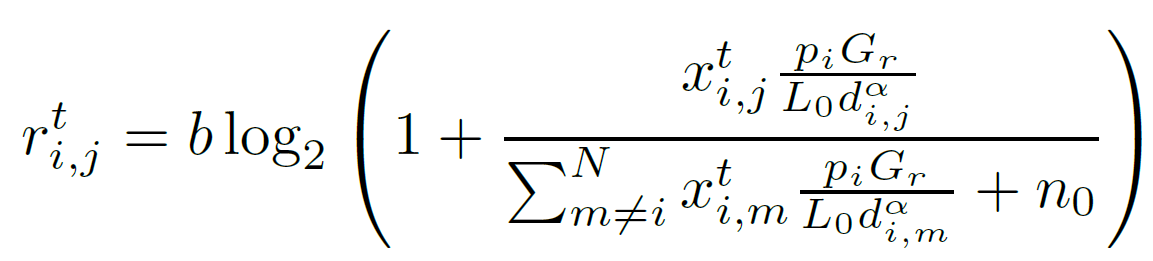 r_{i,j}^{t} = b \log_2 \left( 1 + \frac{x_{i,j}^{t} \frac{p_i G_r}{L_0 d_{i,j}^{\alpha}}}{\sum_{m \neq i}^{N} x_{i,m}^{t} \frac{p_i G_r}{L_0 d_{i,m}^{\alpha}} + n_0} \right)